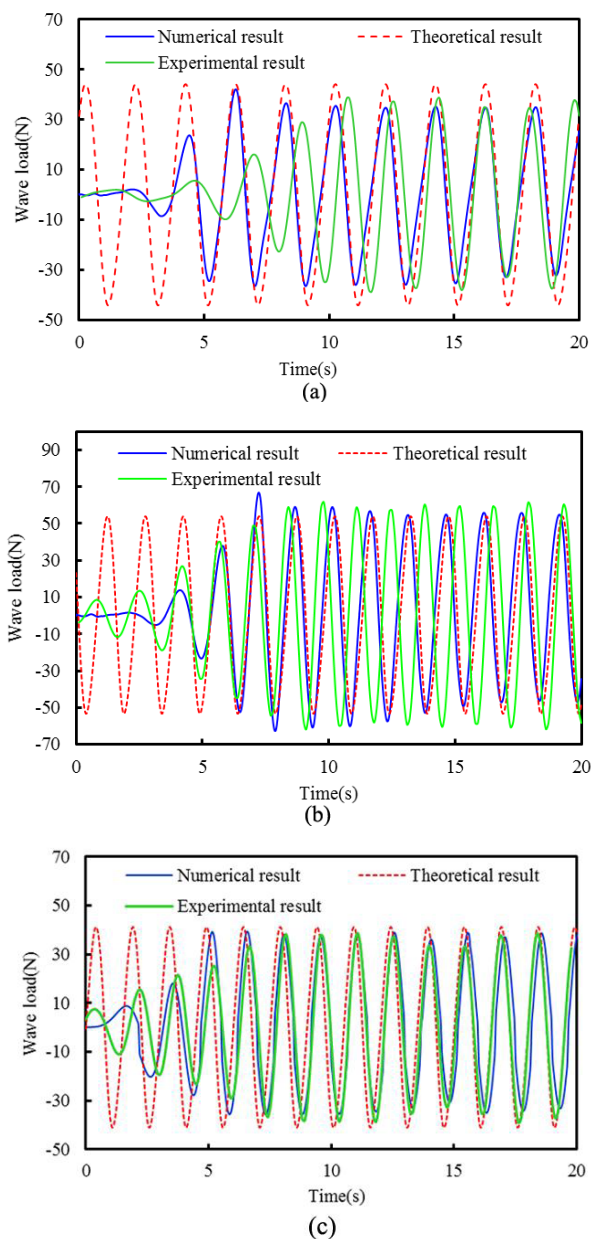 70
50
30
10
-10
-30
-50
Wave load(N)
Numerical result
Theoretical result
Experimental result
0
5
10
15
20
Time(s)
(a)
90
70
50
30
10
-10
-30
-50
-70
Wave load(N)
Numerical result
Theoretical result
Experimental result
0
5
10
15
20
Time(s)
(b)
70
50
30
10
-10
-30
-50
Wave load(N)
Numerical result
Theoretical result
Experimental result
0
5
10
15
20
Time(s)
(c)